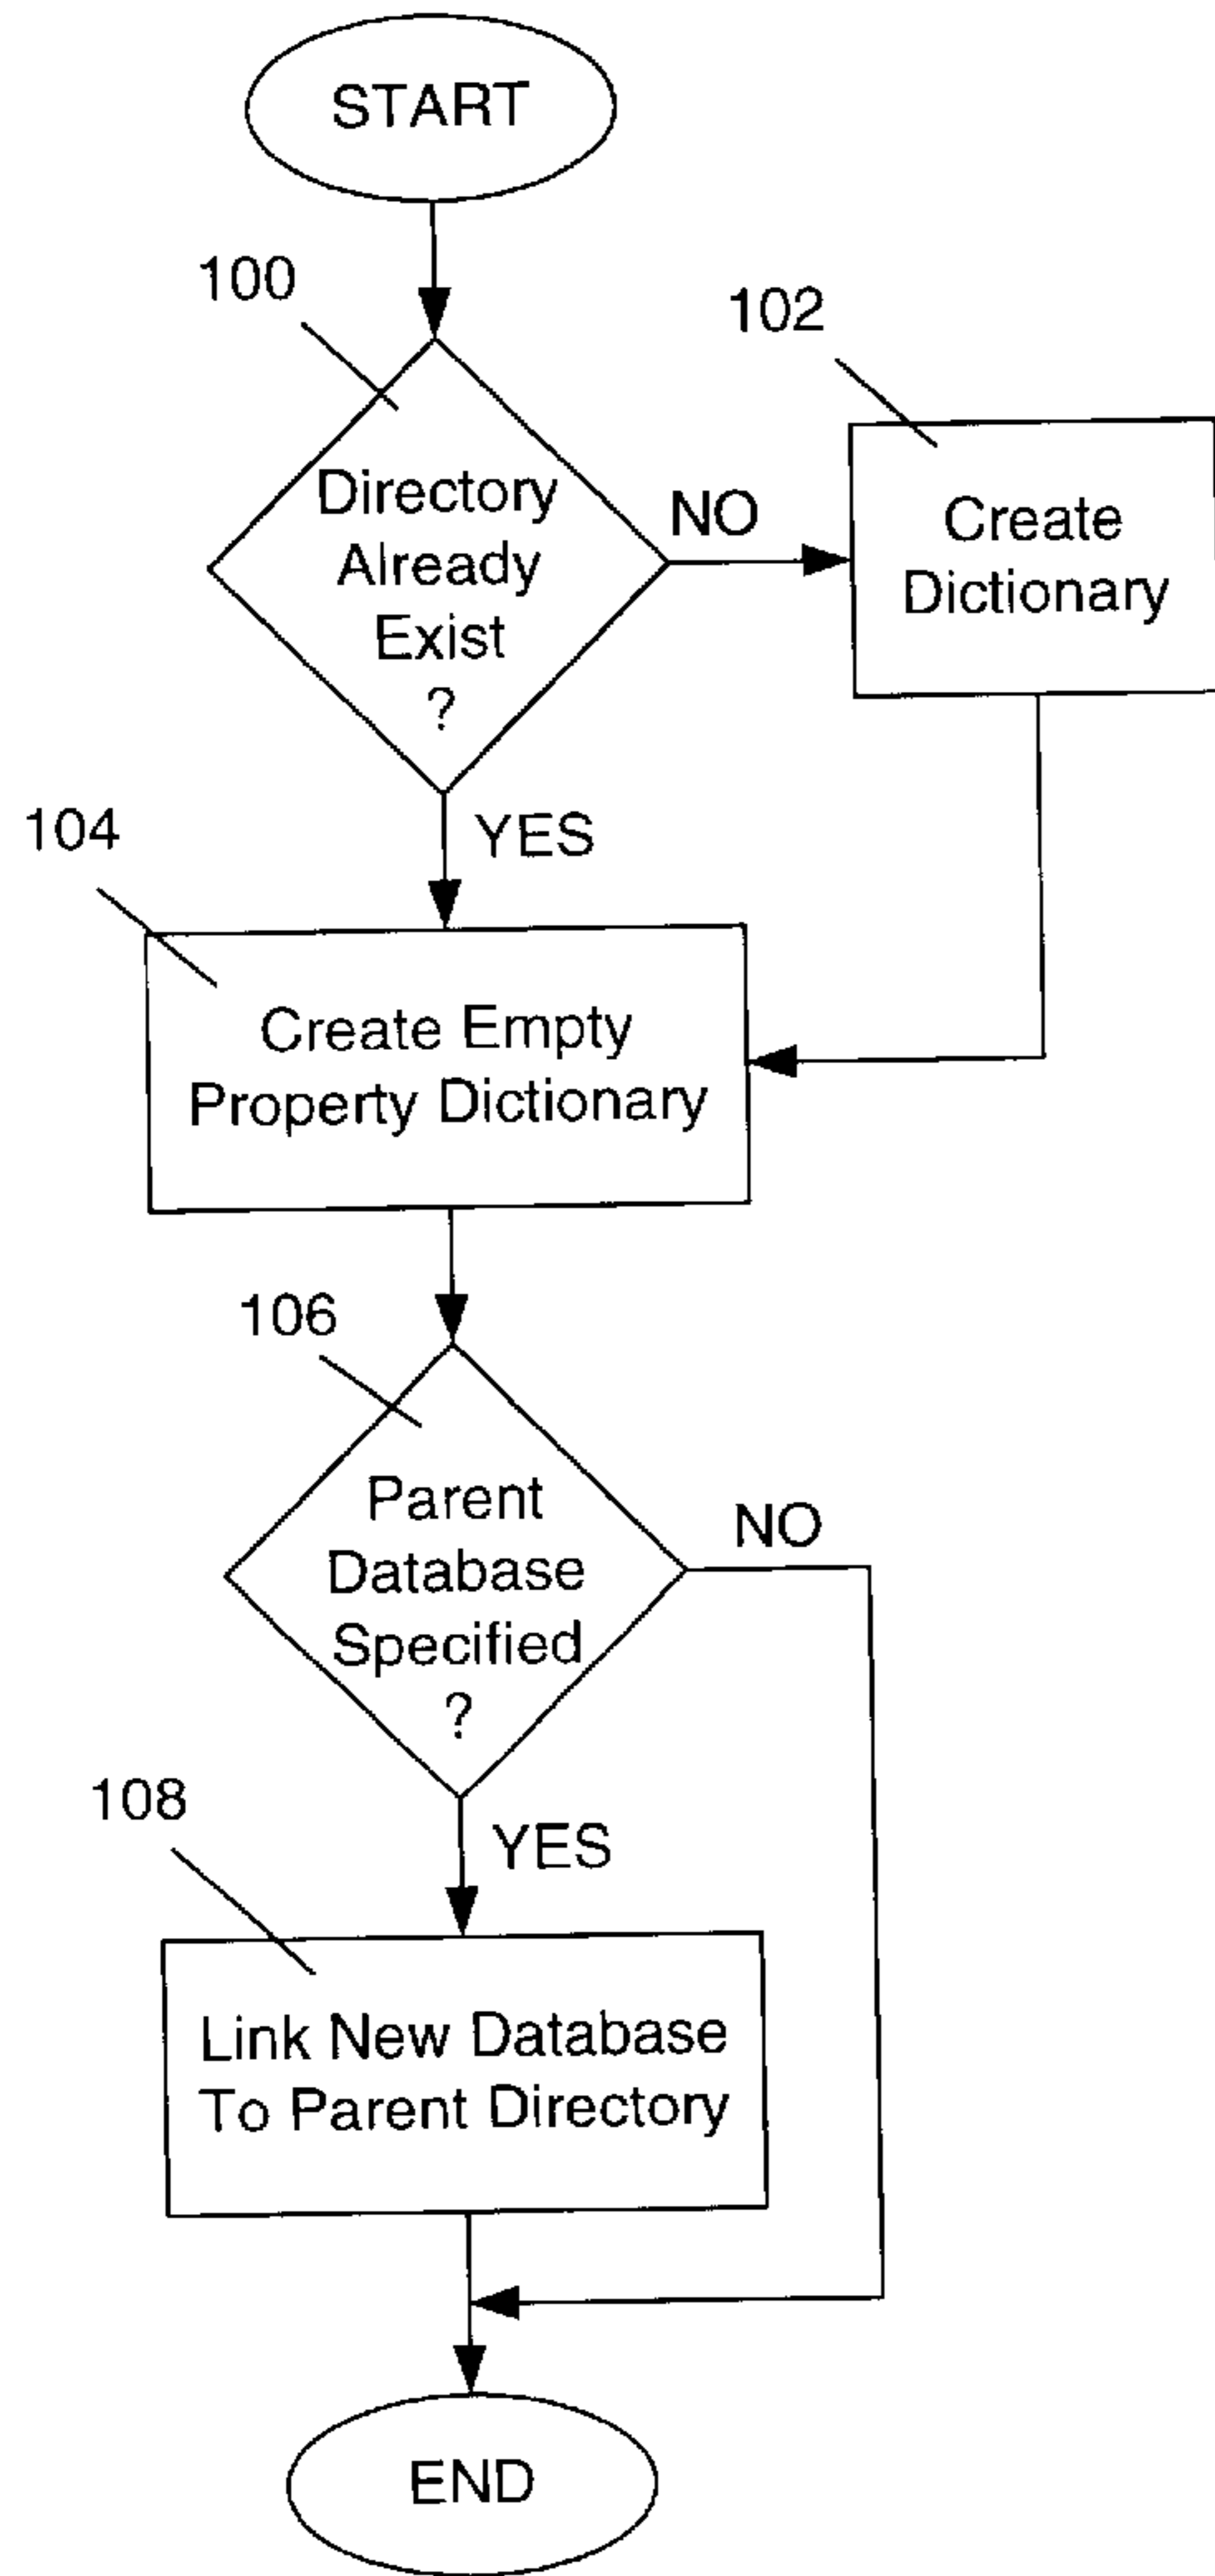 START
100
102
Directory
Already
Exist
?
NO
Create
Dictionary
YES
104
Create Empty
Property Dictionary
106
Parent
Database
Specified
?
NO
YES
108
Link New Database
To Parent Directory
END